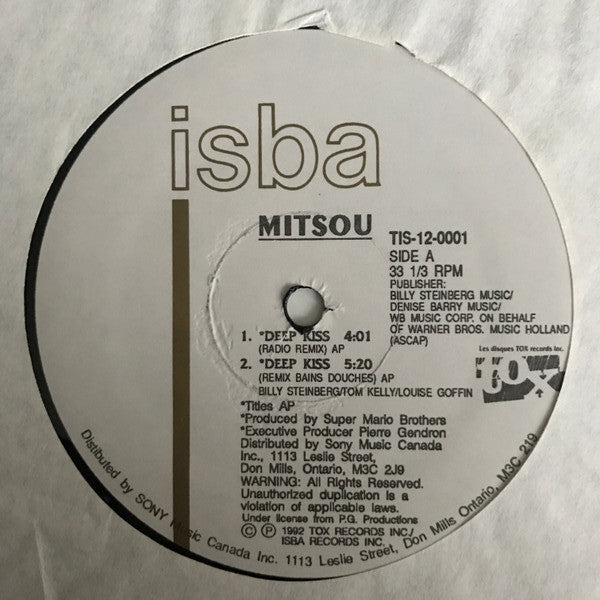 isba
MITSOU
TIS-12-0001
SIDE A
33 1/3 RPM
PUBLISHER:
BILLY STEINBERG MUSIC/
DENISE BARRY MUSIC/
WB MUSIC CORP. ON BEHALF
OF WARNER BROS. MUSIC HOLLAND
(ASCAP)
1. *DEEP KISS 4:01
(RADIO REMIX) AP
2. *DEEP KISS 5:20
(REMIX BAINS DOUCHES) AP
BILLY STEINBERG/TOM KELLY/LOUISE GOFFIN
Les disques TOX records inc.
TOX
*Titles AP
*Produced by Super Mario Brothers
*Executive Producer Pierre Gendron
Distributed by Sony Music Canada
Inc., 1113 Leslie Street,
Don Mills, Ontario, M3C 2J9
WARNING: All Rights Reserved.
Unauthorized duplication is a
violation of applicable laws.
Under license from P.G. Productions
© ℗ 1992 TOX RECORDS INC/
ISBA RECORDS INC.
Distibuted by SONY Music Canada Inc. 1113 Leslie Street, Don Mills Ontario, M3C 2J9